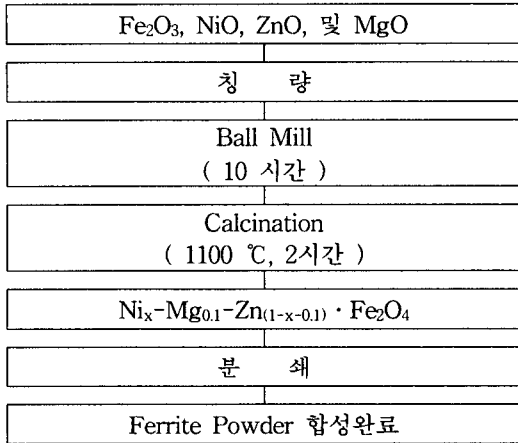 Fe₂O₃, NiO, ZnO, 및 MgO
칭 량
Ball Mill
( 10 시간 )
Calcination
( 1100 ℃, 2시간 )
Niₓ-Mg₀.₁-Zn₍₁₋ₓ₋₀.₁₎ · Fe₂O₄
분 쇄
Ferrite Powder 합성완료